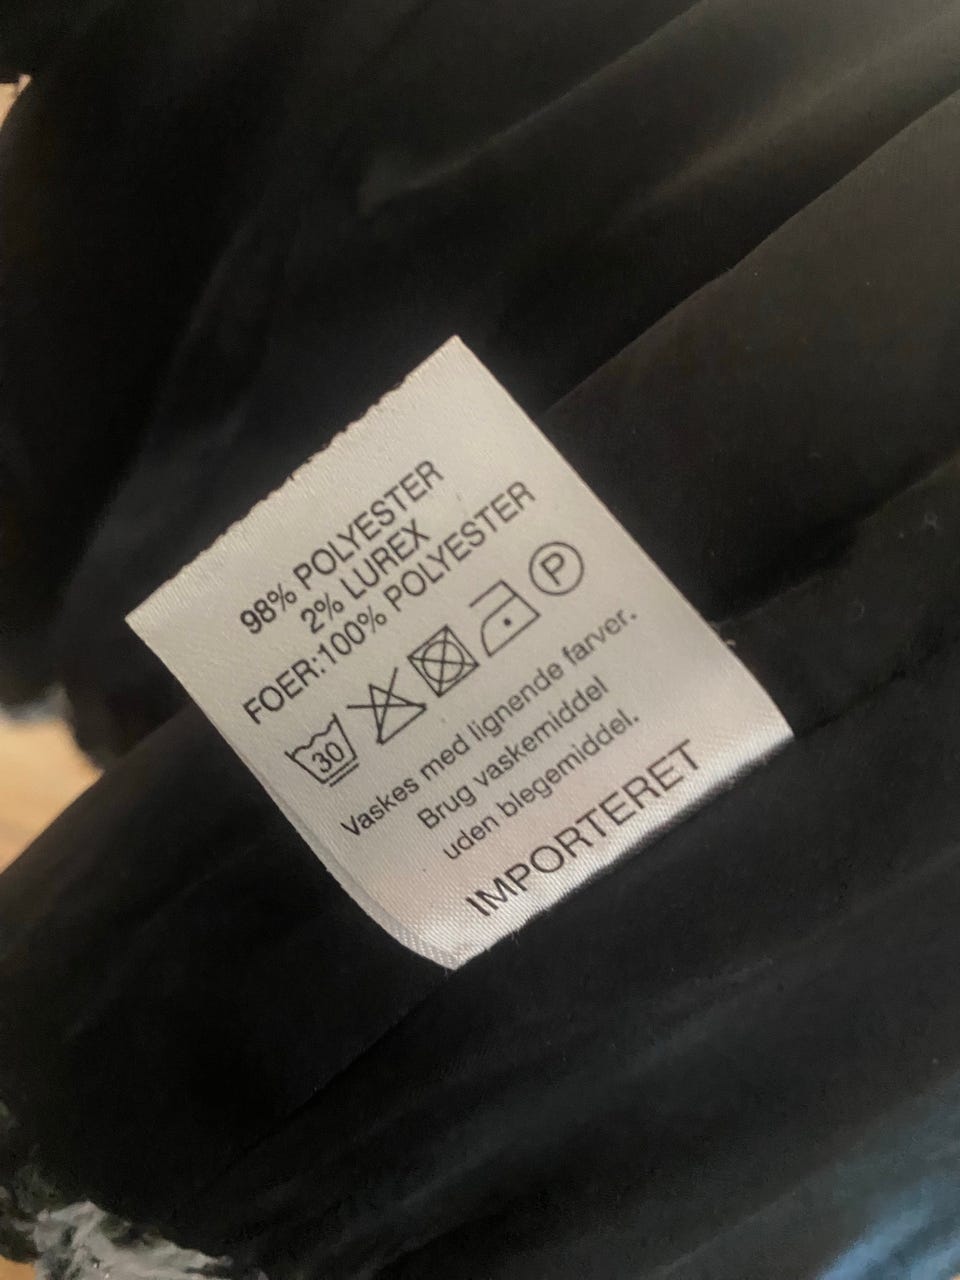 98% POLYESTER
2% LUREX
FOER:100% POLYESTER
30 P
Vaskes med lignende farver.
Brug vaskemiddel
uden blegemiddel.
IMPORTERET